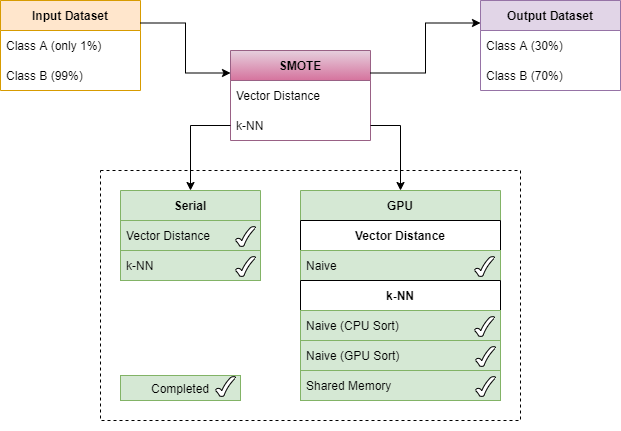 Input Dataset
Class A (only 1%)
Class B (99%)
Output Dataset
Class A (30%)
Class B (70%)
SMOTE
Vector Distance
k-NN
Serial
Vector Distance
k-NN
GPU
Vector Distance
Naive
k-NN
Naive (CPU Sort)
Naive (GPU Sort)
Shared Memory
Completed